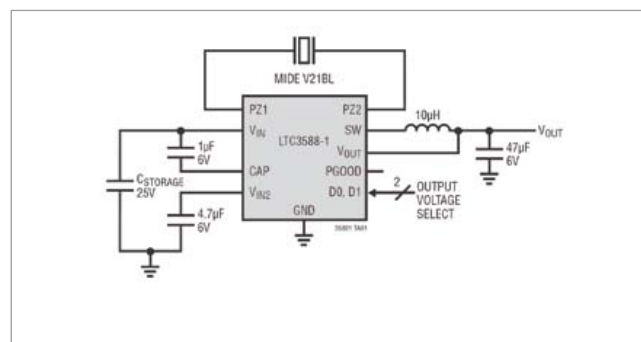 MIDE V21BL
PZ1
PZ2
VIN
SW
10µH
VOUT
LTC3588-1
1µF
6V
VOUT
47µF
6V
CAP
PGOOD
CSTORAGE
25V
VIN2
D0, D1
2
OUTPUT
VOLTAGE
SELECT
4.7µF
6V
GND